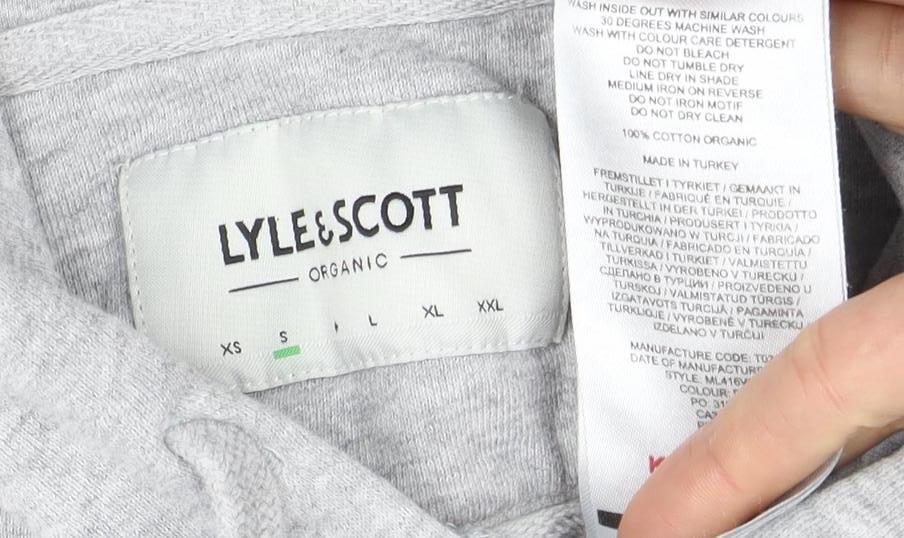 LYLE&SCOTT
ORGANIC
XS S L XL XXL
WASH INSIDE OUT WITH SIMILAR COLOURS
30 DEGREES MACHINE WASH
WASH WITH COLOUR CARE DETERGENT
DO NOT BLEACH
DO NOT TUMBLE DRY
LINE DRY IN SHADE
MEDIUM IRON ON REVERSE
DO NOT IRON MOTIF
DO NOT DRY CLEAN
100% COTTON ORGANIC
MADE IN TURKEY
FREMSTILLET I TYRKIET / GEMAAKT IN
TURKIJE / FABRIQUÉ EN TURQUIE /
HERGESTELLT IN DER TÜRKEI / PRODOTTO
IN TURCHIA / PRODUSERT I TYRKIA /
WYPRODUKOWANO W TURCJI / FABRICADO
NA TURQUIA / FABRICADO EN TURQUÍA /
TILLVERKAD I TURKIET / VALMISTETTU
TURKISSA / VYROBENO V TURECKU /
СДЕЛАНО В ТУРЦИИ / PROIZVEDENO U
TURSKOJ / VALMISTATUD TÜRGIS /
IZGATAVOTS TURCIJĀ / PAGAMINTA
TURKIJOJE / VYROBENÉ V TURECKU
IZDELANO V TURČIJI
MANUFACTURE CODE:
DATE OF MANUFACTURE
STYLE: ML416V
COLOUR:
PO: 31